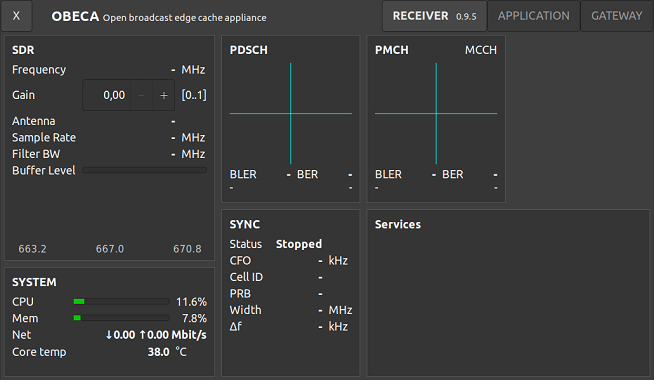 X OBECA Open broadcast edge cache appliance RECEIVER 0.9.5 APPLICATION GATEWAY
SDR
Frequency - MHz
Gain 0,00 − + [0..1]
Antenna -
Sample Rate - MHz
Filter BW - MHz
Buffer Level
663.2 667.0 670.8
PDSCH
BLER - BER -
- -
PMCH MCCH
BLER - BER -
- -
SYSTEM
CPU 11.6%
Mem 7.8%
Net ↓0.00 ↑0.00 Mbit/s
Core temp 38.0 °C
SYNC
Status Stopped
CFO - kHz
Cell ID -
PRB -
Width - MHz
Δf - kHz
Services